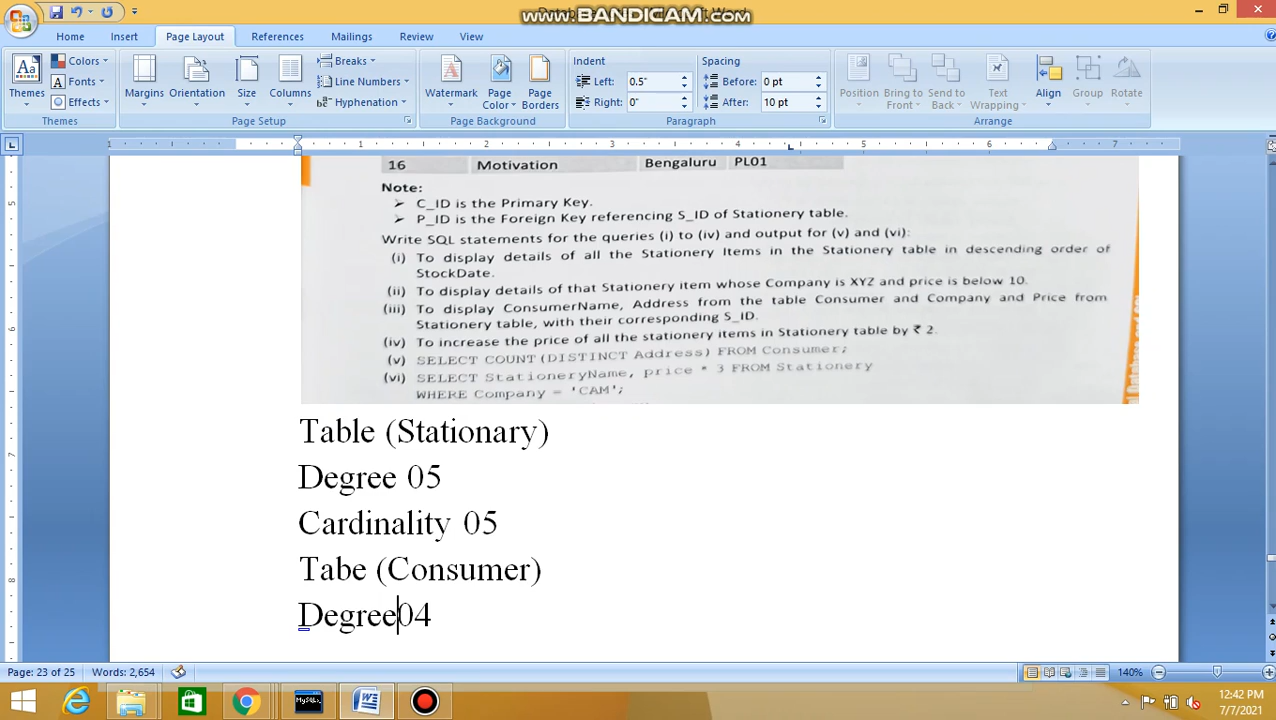 www.BANDICAM.com
Home Insert Page Layout References Mailings Review View
Themes
Colors
Fonts
Effects
Themes
Margins Orientation Size Columns
Breaks
Line Numbers
Hyphenation
Page Setup
Watermark Page Color Page Borders
Page Background
Indent
Left: 0.5"
Right: 0"
Spacing
Before: 0 pt
After: 10 pt
Paragraph
Position Bring to Front Send to Back Text Wrapping Align Group Rotate
Arrange
1 1 2 3 4 5 6 7
16 Motivation Bengaluru PL01
Note:
➢ C_ID is the Primary Key.
➢ P_ID is the Foreign Key referencing S_ID of Stationery table.
Write SQL statements for the queries (i) to (iv) and output for (v) and (vi):
(i) To display details of all the Stationery Items in the Stationery table in descending order of
StockDate.
(ii) To display details of that Stationery item whose Company is XYZ and price is below 10.
(iii) To display ConsumerName, Address from the table Consumer and Company and Price from
Stationery table, with their corresponding S_ID.
(iv) To increase the price of all the stationery items in Stationery table by ₹ 2
(v) SELECT COUNT(DISTINCT Address) FROM Consumer;
(vi) SELECT StationeryName, price * 3 FROM Stationery
WHERE Company = 'CAM';
Table (Stationary)
Degree 05
Cardinality 05
Tabe (Consumer)
Degree04
Page: 23 of 25 Words: 2,654 140%
12:42 PM
7/7/2021